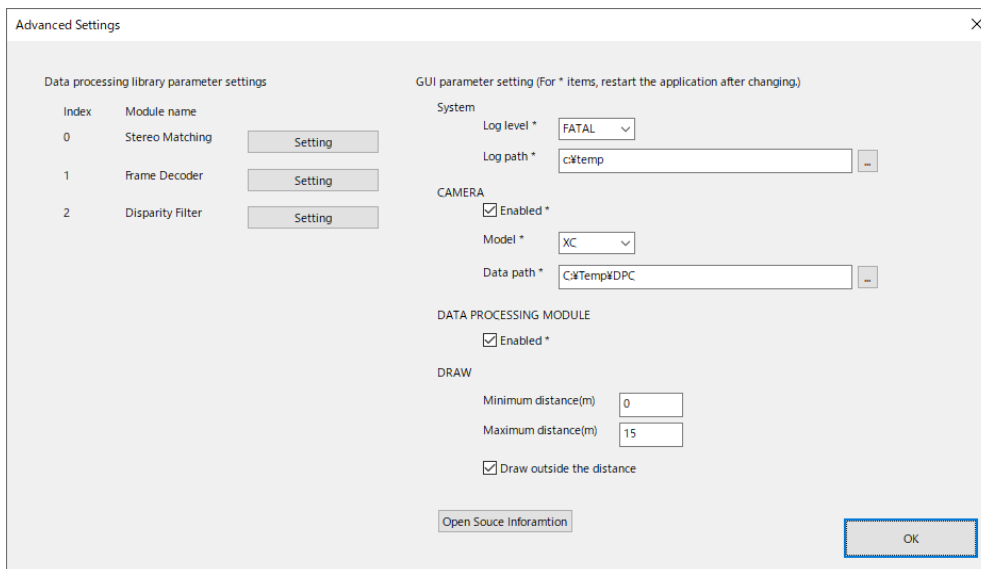 Advanced Settings
Data processing library parameter settings
Index Module name
0 Stereo Matching Setting
1 Frame Decoder Setting
2 Disparity Filter Setting
GUI parameter setting (For * items, restart the application after changing.)
System
Log level * FATAL
Log path * c:¥temp ...
CAMERA
Enabled *
Model * XC
Data path * C:¥Temp¥DPC ...
DATA PROCESSING MODULE
Enabled *
DRAW
Minimum distance(m) 0
Maximum distance(m) 15
Draw outside the distance
Open Souce Inforamtion
OK